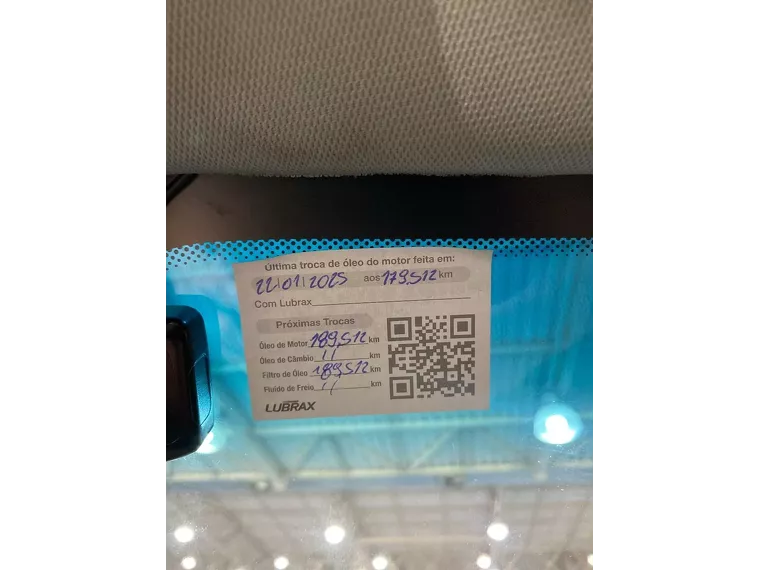 Última troca de óleo do motor feita em:
22/01/2025 aos 179.512 km
Com Lubrax
Próximas Trocas
Óleo de Motor 189.512 km
Óleo de Câmbio / / km
Filtro de Óleo 189.512 km
Fluido de Freio / / km
LUBRAX